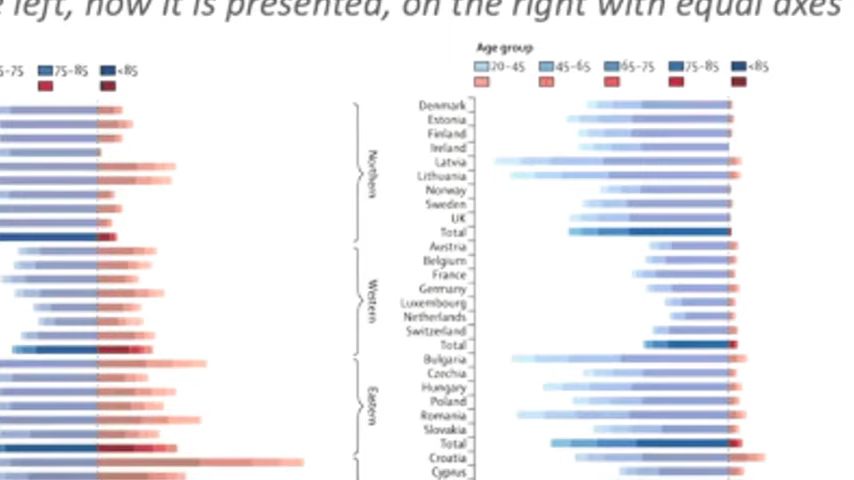 left, how it is presented, on the right with equal axes
Age group
5-75 75-85 <85
20-45 45-65 65-75 75-85 <85
Northern
Western
Eastern
Denmark
Estonia
Finland
Ireland
Latvia
Lithuania
Norway
Sweden
UK
Total
Austria
Belgium
France
Germany
Luxembourg
Netherlands
Switzerland
Total
Bulgaria
Czechia
Hungary
Poland
Romania
Slovakia
Total
Croatia
Cyprus